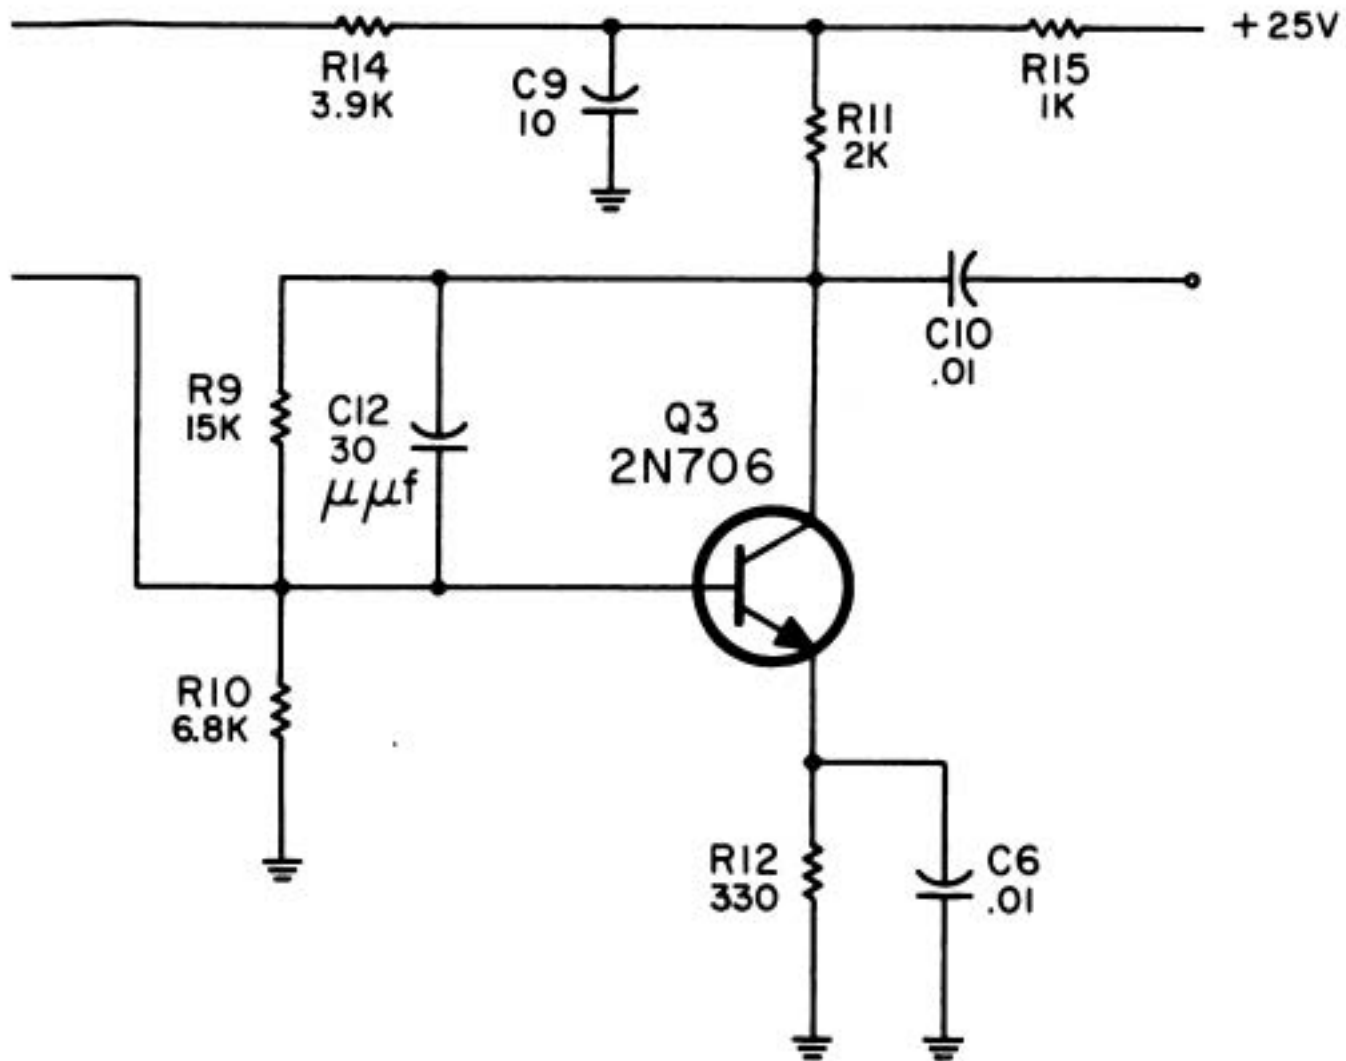 +25V
R14
3.9K
C9
10
R11
2K
R15
1K
C10
.01
R9
15K
C12
30
μμf
Q3
2N706
R10
6.8K
R12
330
C6
.01